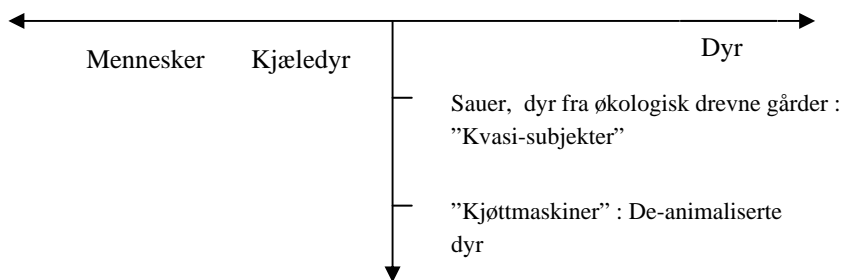 Mennesker Kjæledyr Dyr
Sauer, dyr fra økologisk drevne gårder :
”Kvasi-subjekter”
”Kjøttmaskiner” : De-animaliserte
dyr